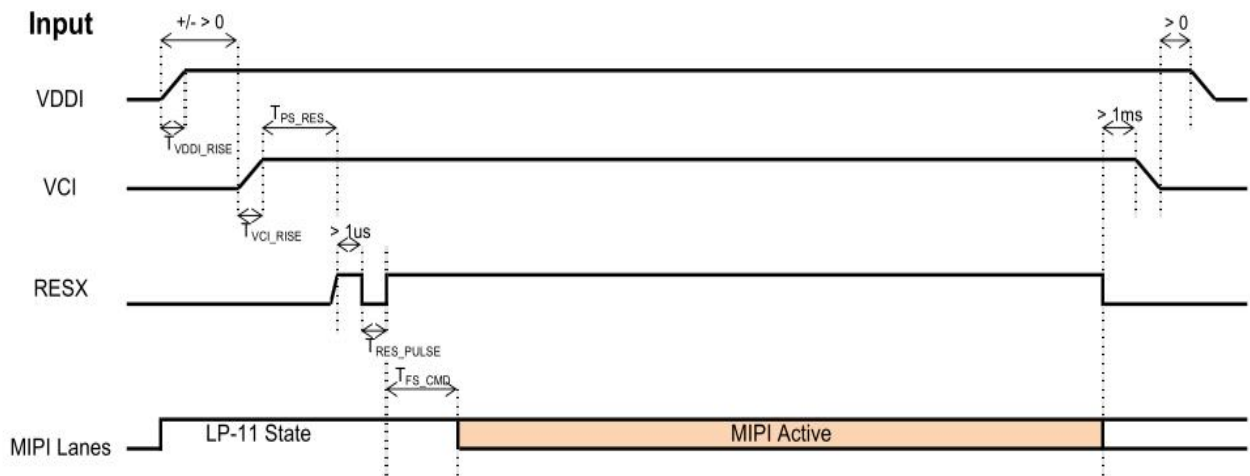 Input
+/- > 0
> 0
VDDI
TVDDI_RISE
TPS_RES
> 1ms
VCI
TVCI_RISE
> 1us
RESX
TRES_PULSE
TFS_CMD
MIPI Lanes
LP-11 State
MIPI Active